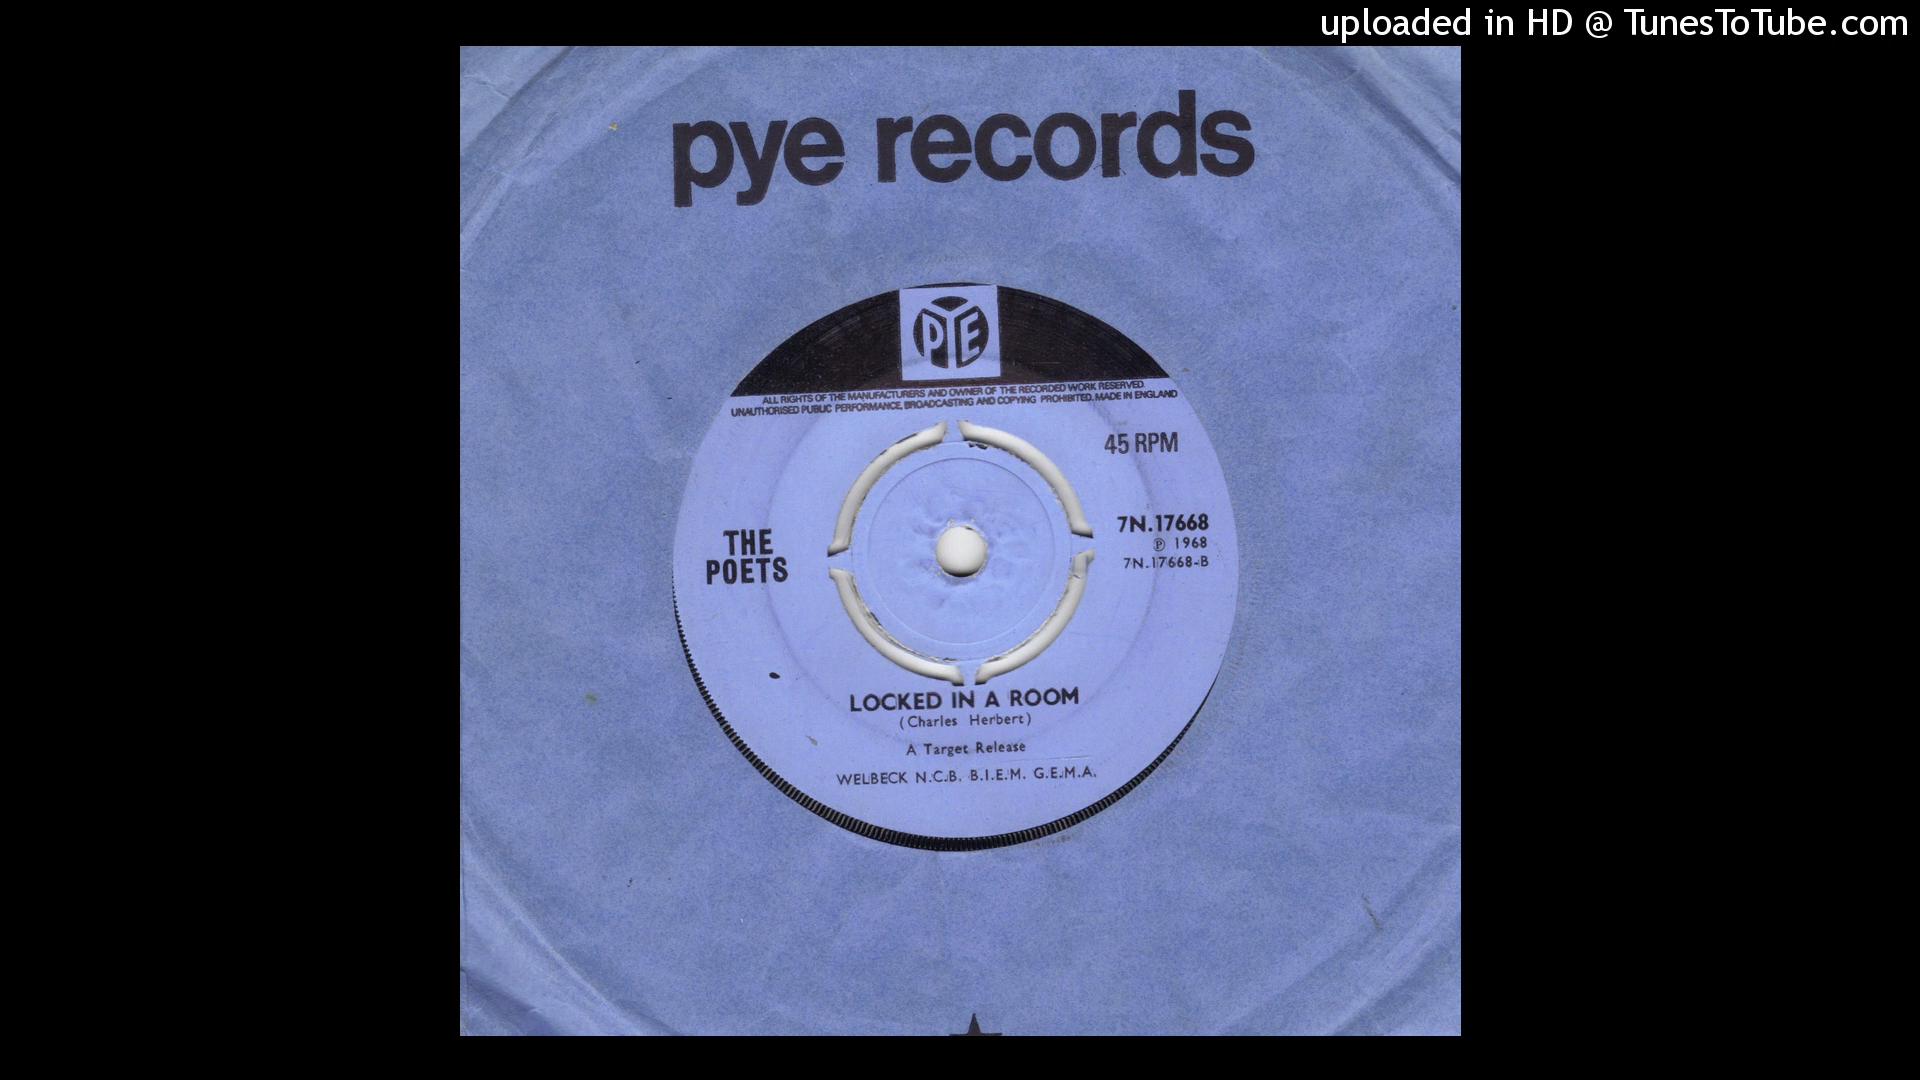 uploaded in HD @ TunesToTube.com
pye records
PYE
ALL RIGHTS OF THE MANUFACTURERS AND OWNER OF THE RECORDED WORK RESERVED.
UNAUTHORISED PUBLIC PERFORMANCE, BROADCASTING AND COPYING PROHIBITED. MADE IN ENGLAND
45 RPM
THE
POETS
7N.17668
℗ 1968
7N.17668-B
LOCKED IN A ROOM
(Charles Herbert)
A Target Release
WELBECK N.C.B. B.I.E.M. G.E.M.A.